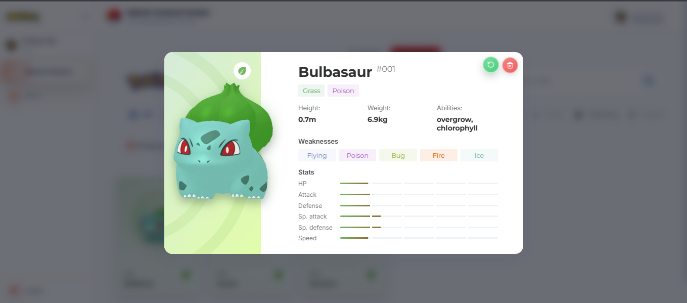 Bulbasaur #001
Grass Poison
Height: Weight: Abilities:
0.7m 6.9kg overgrow,
chlorophyll
Weaknesses
Flying Poison Bug Fire Ice
Stats
HP
Attack
Defense
Sp. attack
Sp. defense
Speed